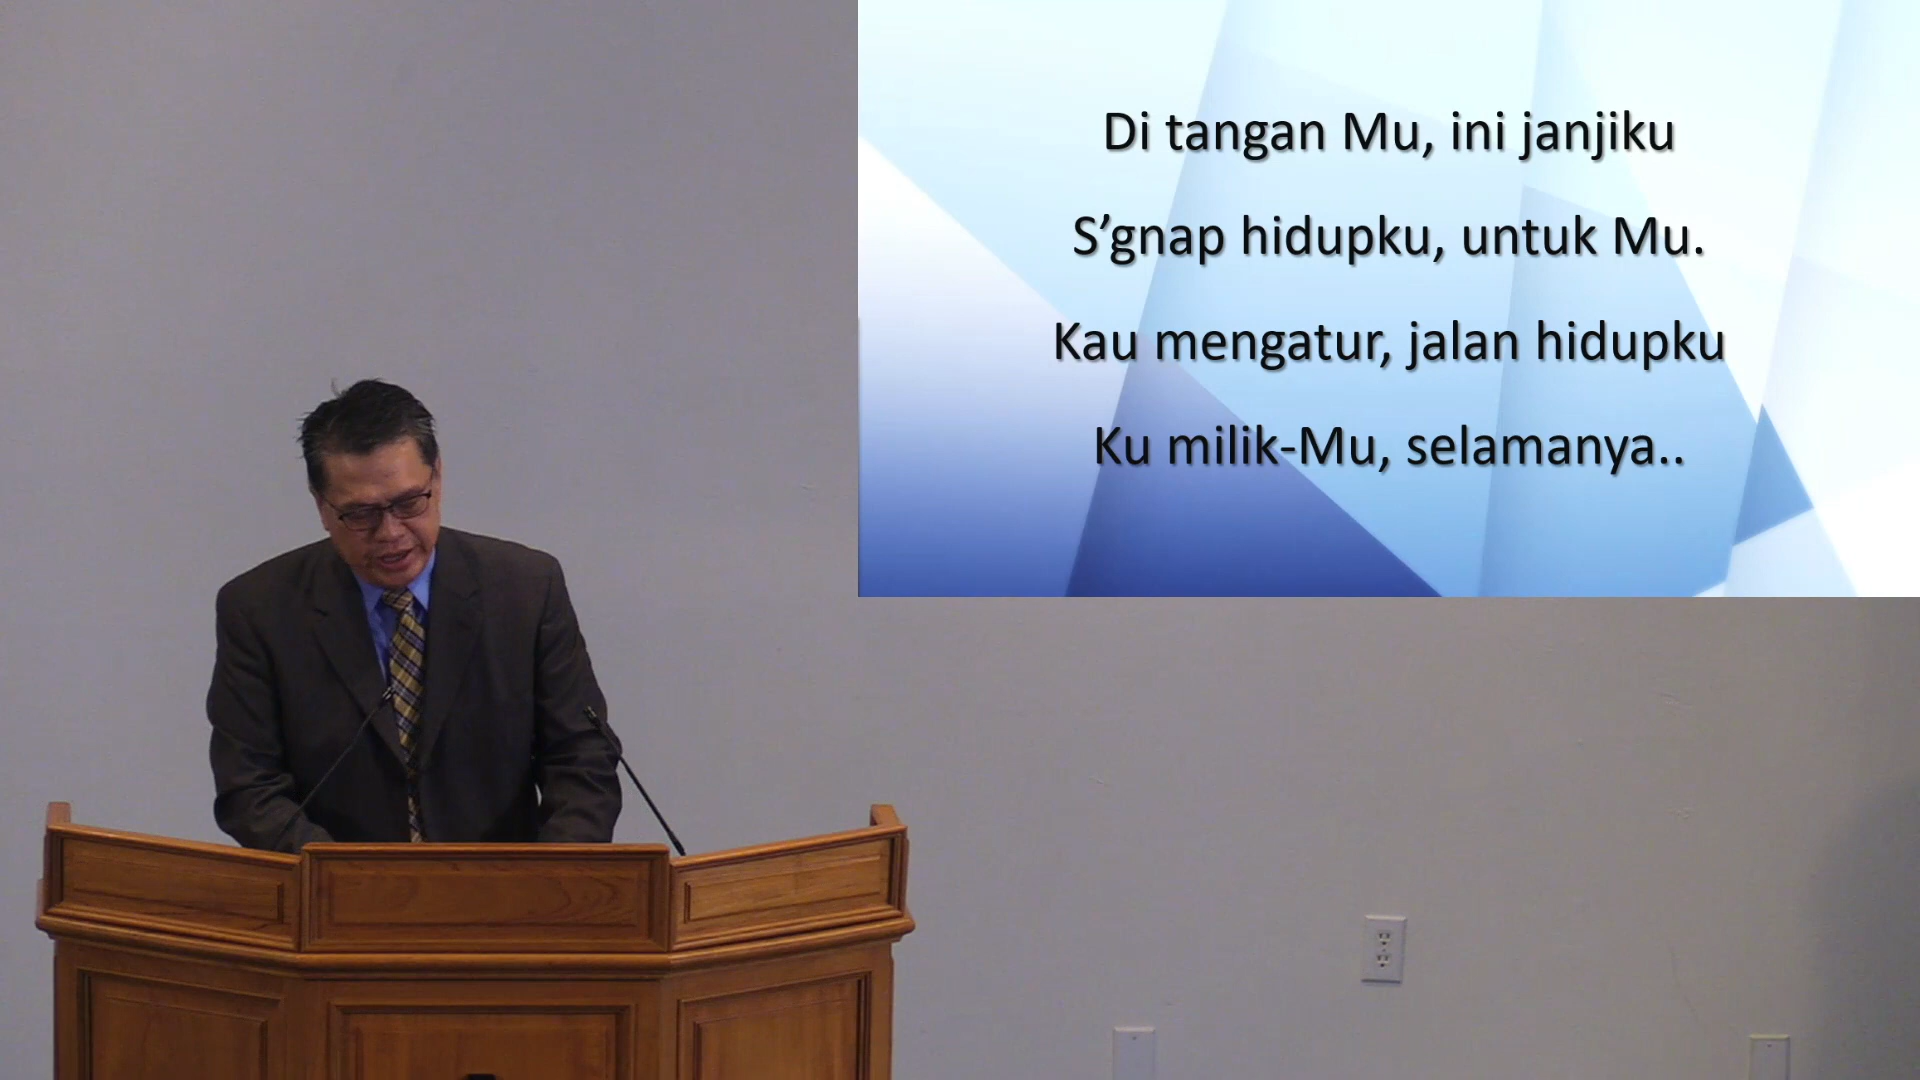 Di tangan Mu, ini janjiku
S’gnap hidupku, untuk Mu.
Kau mengatur, jalan hidupku
Ku milik-Mu, selamanya..